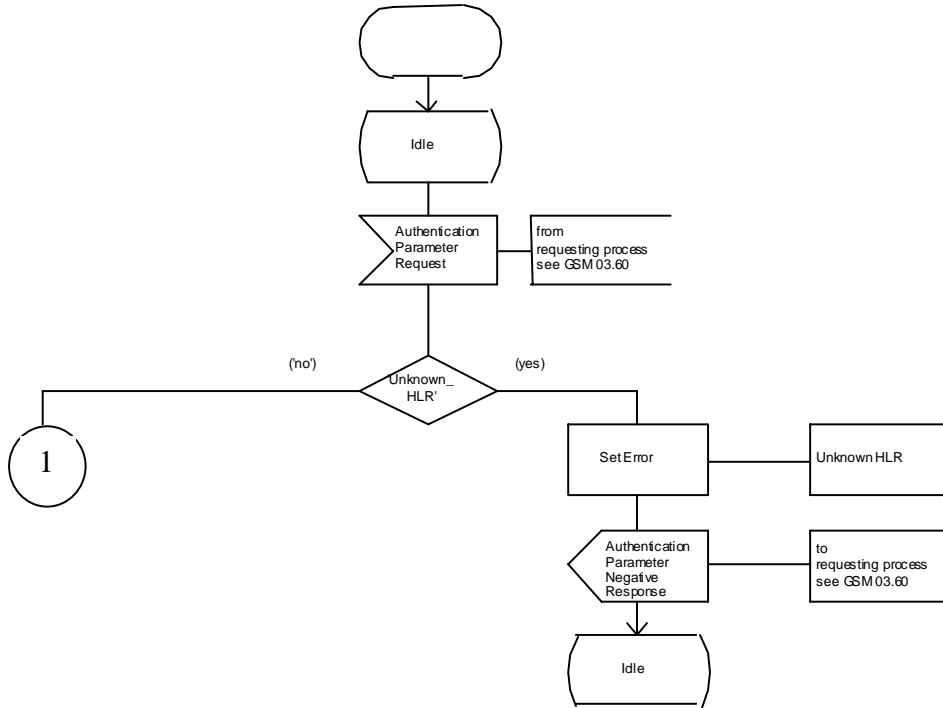 Idle
Authentication
Parameter
Request
from
requesting process
see GSM 03.60
('no')
'Unknown_
HLR'
(yes)
1
Set Error
Unknown HLR
Authentication
Parameter
Negative
Response
to
requesting process
see GSM 03.60
Idle